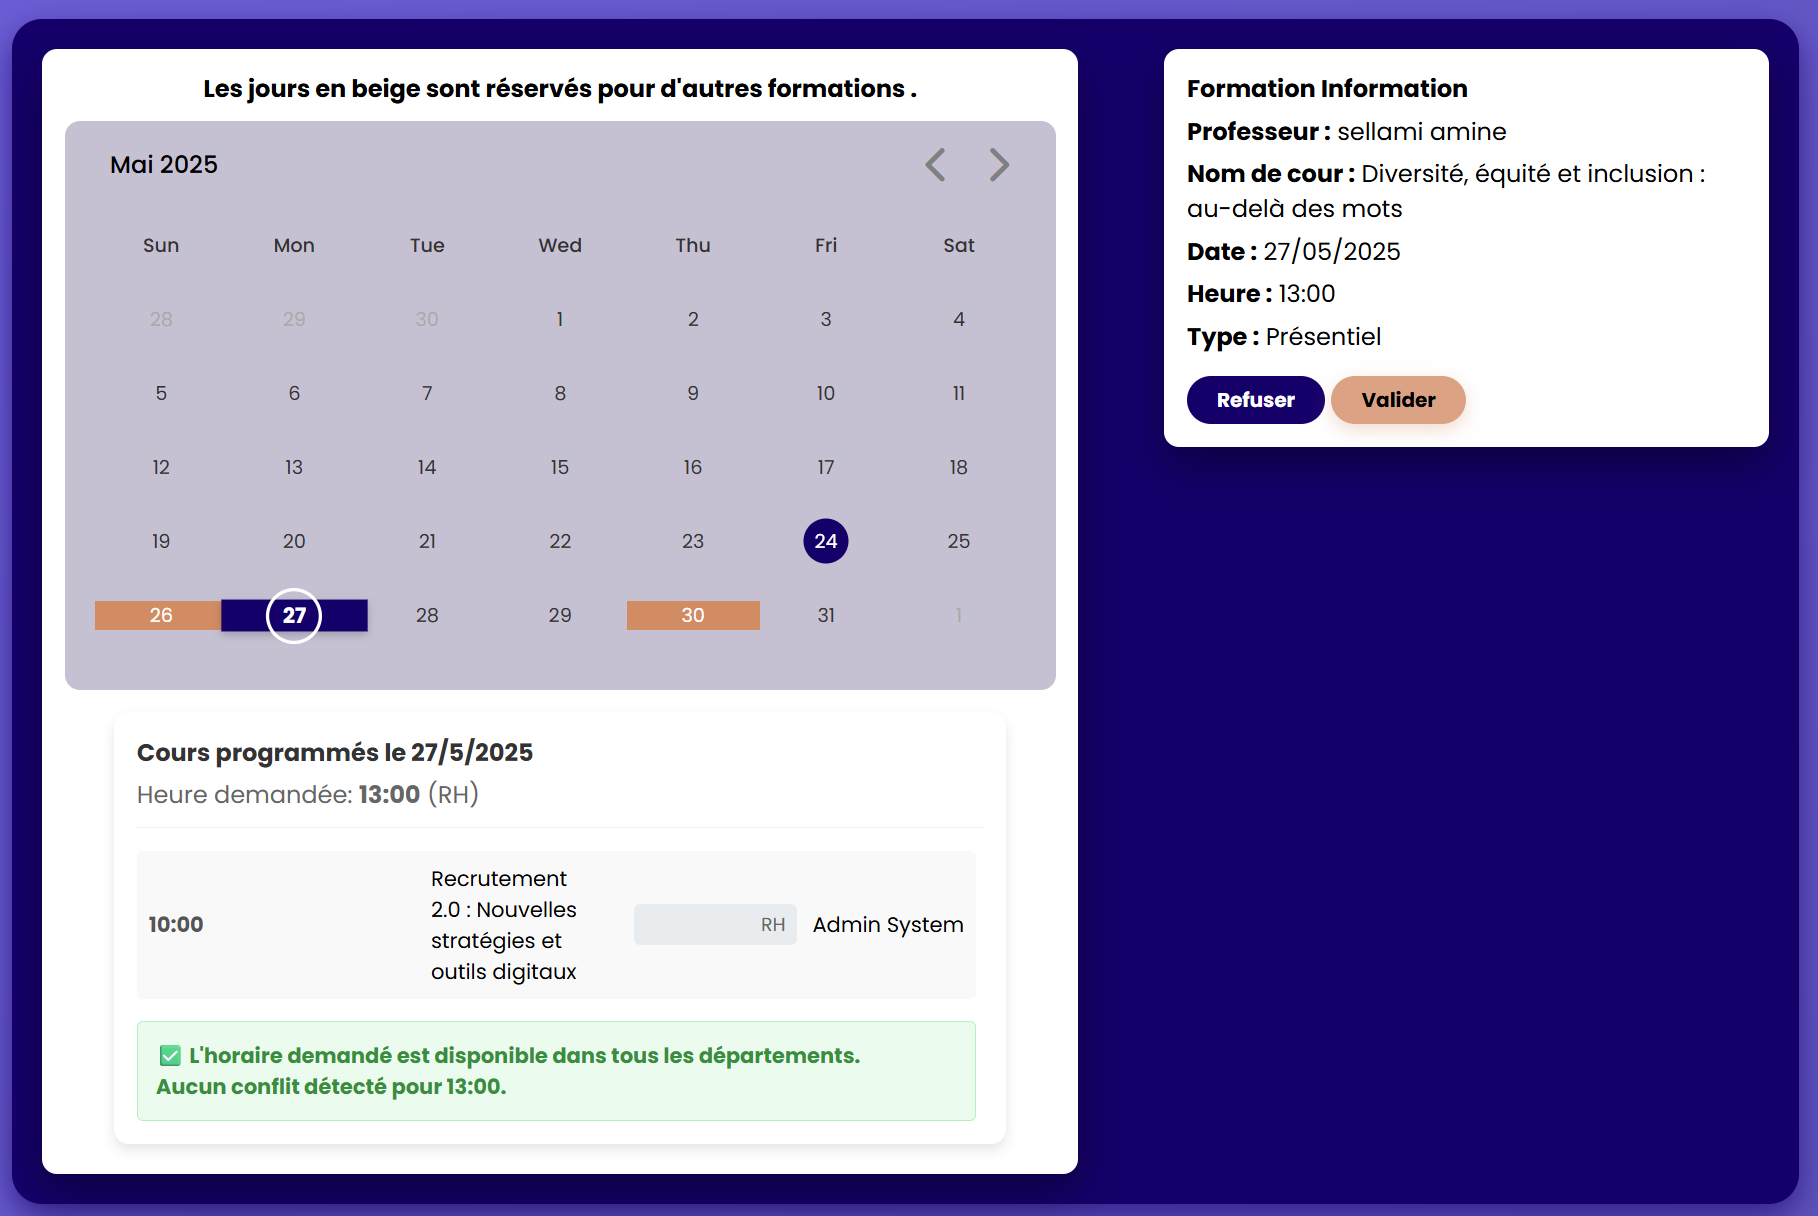 Les jours en beige sont réservés pour d'autres formations .
Mai 2025
Sun Mon Tue Wed Thu Fri Sat
28 29 30 1 2 3 4
5 6 7 8 9 10 11
12 13 14 15 16 17 18
19 20 21 22 23 24 25
26 27 28 29 30 31 1
Cours programmés le 27/5/2025
Heure demandée: 13:00 (RH)
10:00
Recrutement
2.0 : Nouvelles
stratégies et
outils digitaux
RH
Admin System
✅ L'horaire demandé est disponible dans tous les départements.
Aucun conflit détecté pour 13:00.
Formation Information
Professeur : sellami amine
Nom de cour : Diversité, équité et inclusion :
au-delà des mots
Date : 27/05/2025
Heure : 13:00
Type : Présentiel
Refuser Valider